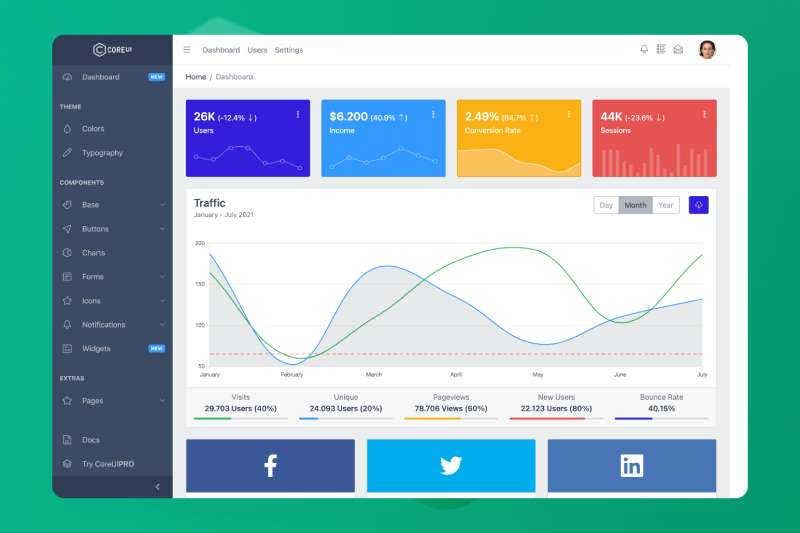 COREUI
Dashboard Users Settings
Home / Dashboard
Dashboard NEW
THEME
Colors
Typography
COMPONENTS
Base
Buttons
Charts
Forms
Icons
Notifications
Widgets NEW
EXTRAS
Pages
Docs
Try CoreUI PRO
26K (-12.4% ↓)
Users
$6.200 (40.9% ↑)
Income
2.49% (84.7% ↑)
Conversion Rate
44K (-23.6% ↓)
Sessions
Traffic
January - July 2021
Day Month Year
200
150
100
50
January February March April May June July
Visits
29.703 Users (40%)
Unique
24.093 Users (20%)
Pageviews
78.706 Views (60%)
New Users
22.123 Users (80%)
Bounce Rate
40.15%
f
in